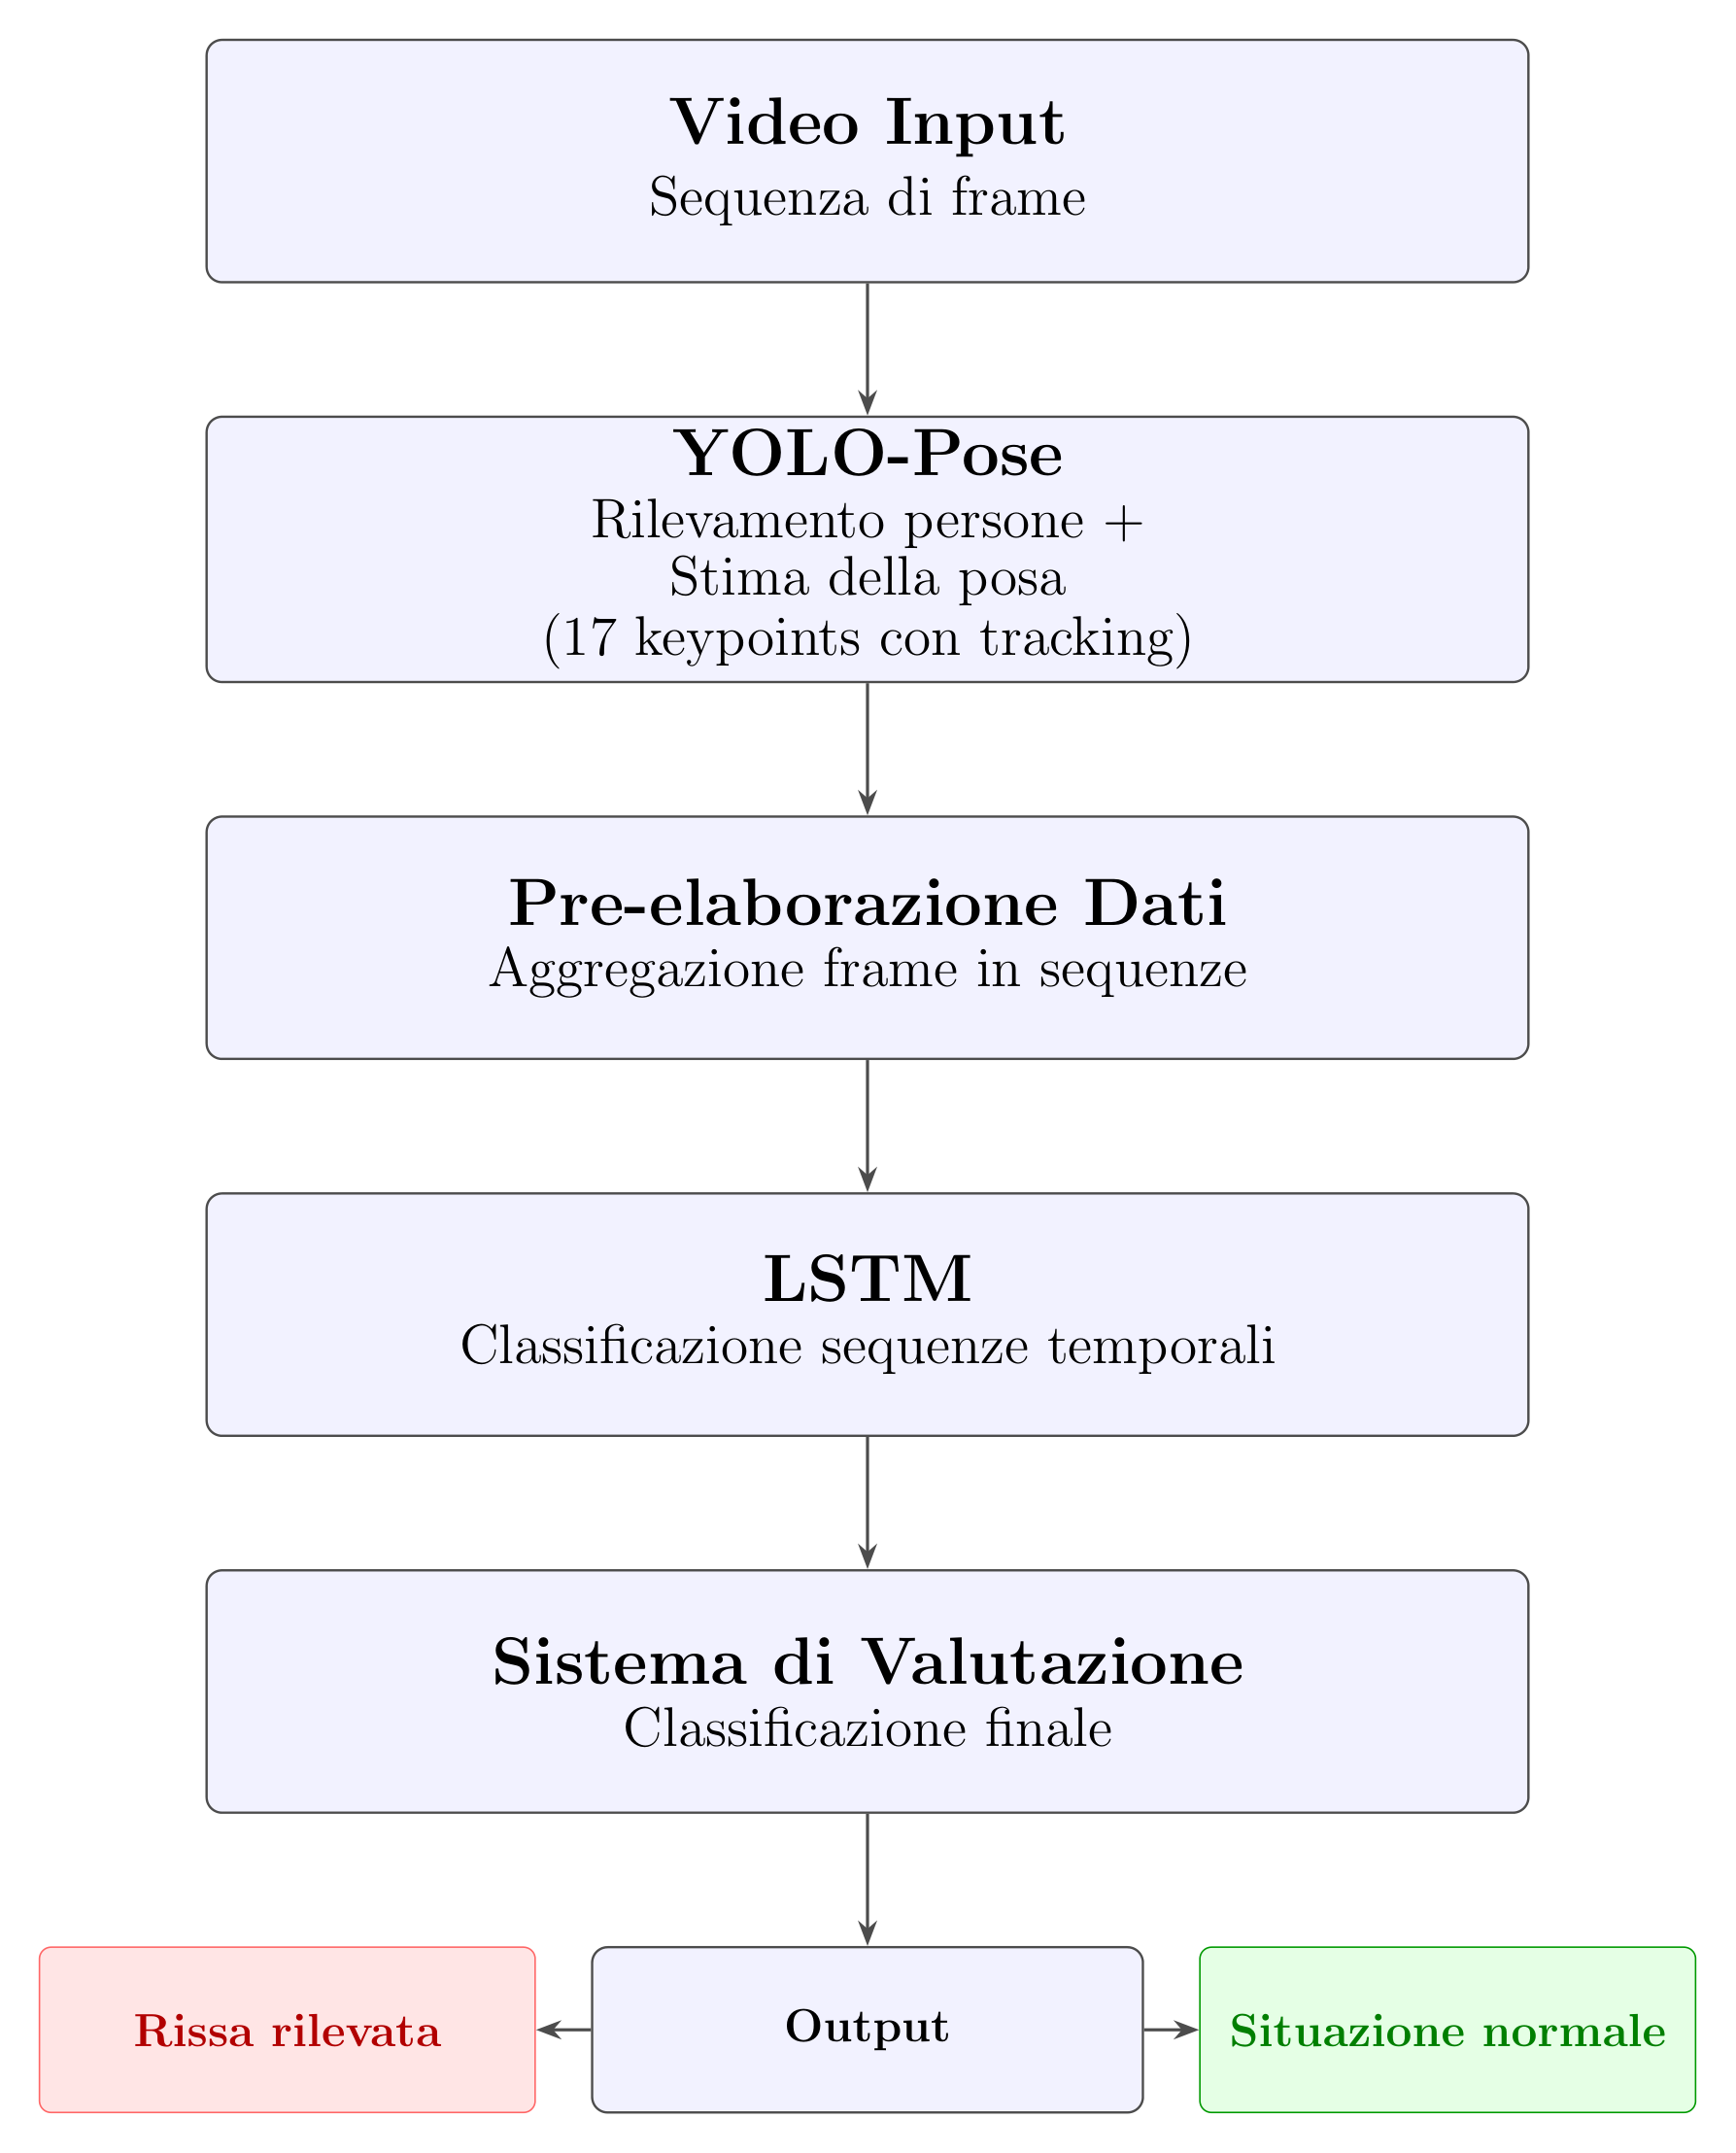 Video Input
Sequenza di frame
YOLO-Pose
Rilevamento persone +
Stima della posa
(17 keypoints con tracking)
Pre-elaborazione Dati
Aggregazione frame in sequenze
LSTM
Classificazione sequenze temporali
Sistema di Valutazione
Classificazione finale
Rissa rilevata
Output
Situazione normale